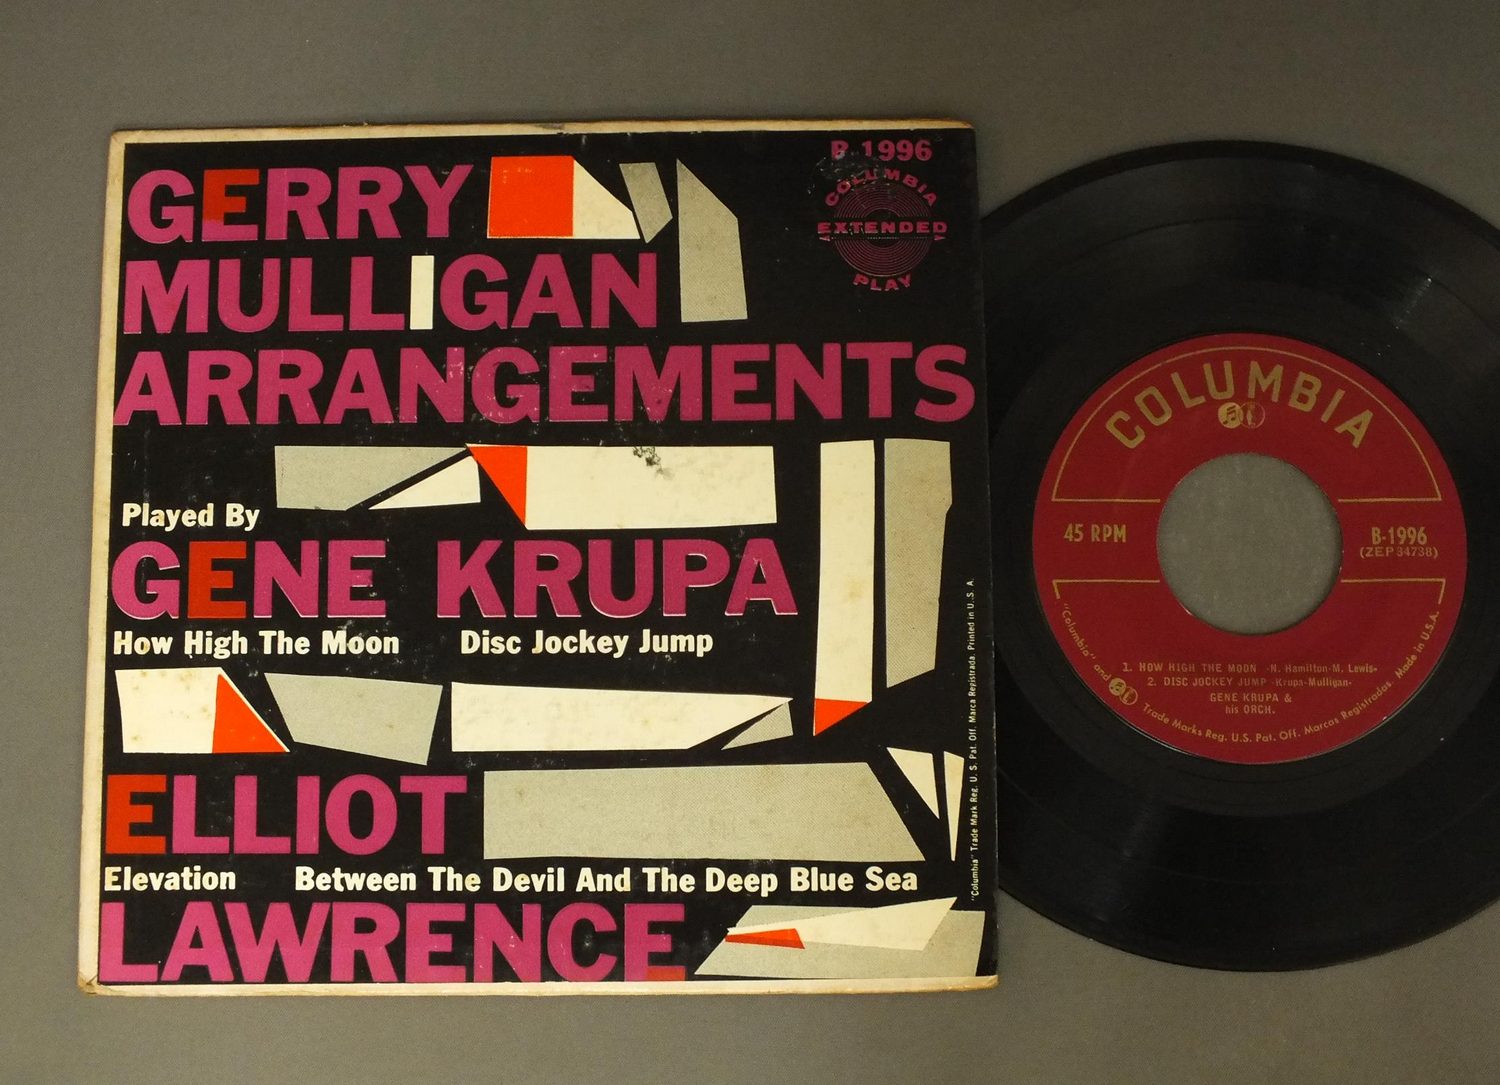 GERRY
MULLIGAN
ARRANGEMENTS
B-1996
COLUMBIA
EXTENDED
PLAY
Played By
GENE KRUPA
How High The Moon Disc Jockey Jump
ELLIOT
Elevation Between The Devil And The Deep Blue Sea
LAWRENCE
"Columbia" Trade Mark Reg. U. S. Pat. Off. Marca Registrada. Printed in U. S. A.
COLUMBIA
45 RPM
B-1996
(ZEP 34738)
1. HOW HIGH THE MOON -N. Hamilton-M. Lewis-
2. DISC JOCKEY JUMP -Krupa-Mulligan-
GENE KRUPA &
his ORCH.
"Columbia" and Trade Marks Reg. U.S. Pat. Off. Marcas Registradas. Made in U.S.A.